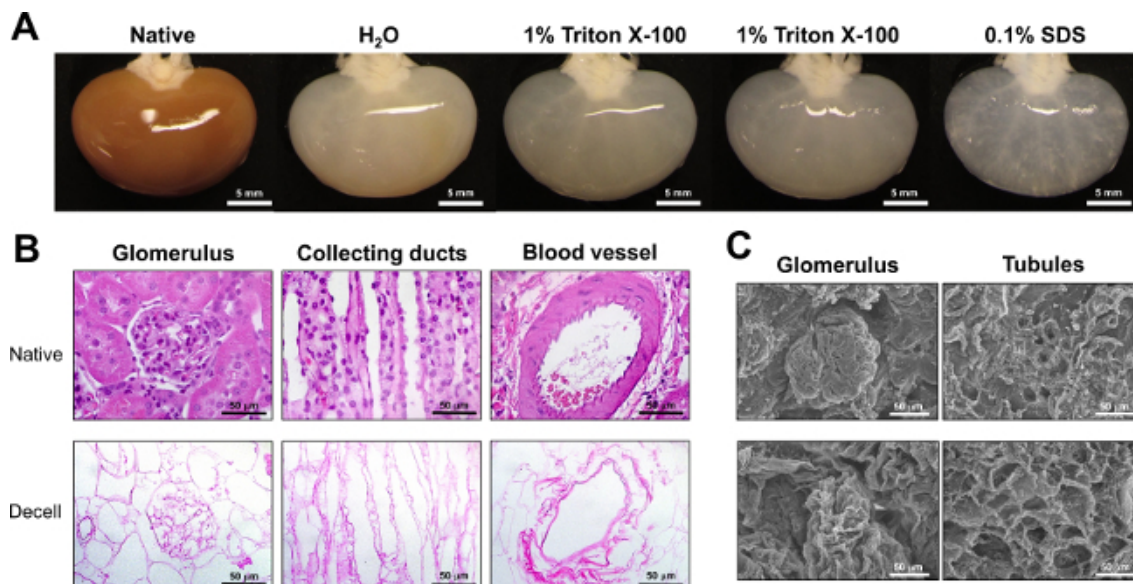 A
Native
H₂O
1% Triton X-100
1% Triton X-100
0.1% SDS
5 mm
5 mm
5 mm
5 mm
5 mm
B
Glomerulus
Collecting ducts
Blood vessel
Native
50 µm
50 µm
50 µm
Decell
50 µm
50 µm
50 µm
C
Glomerulus
Tubules
50 µm
50 µm
50 µm
50 µm